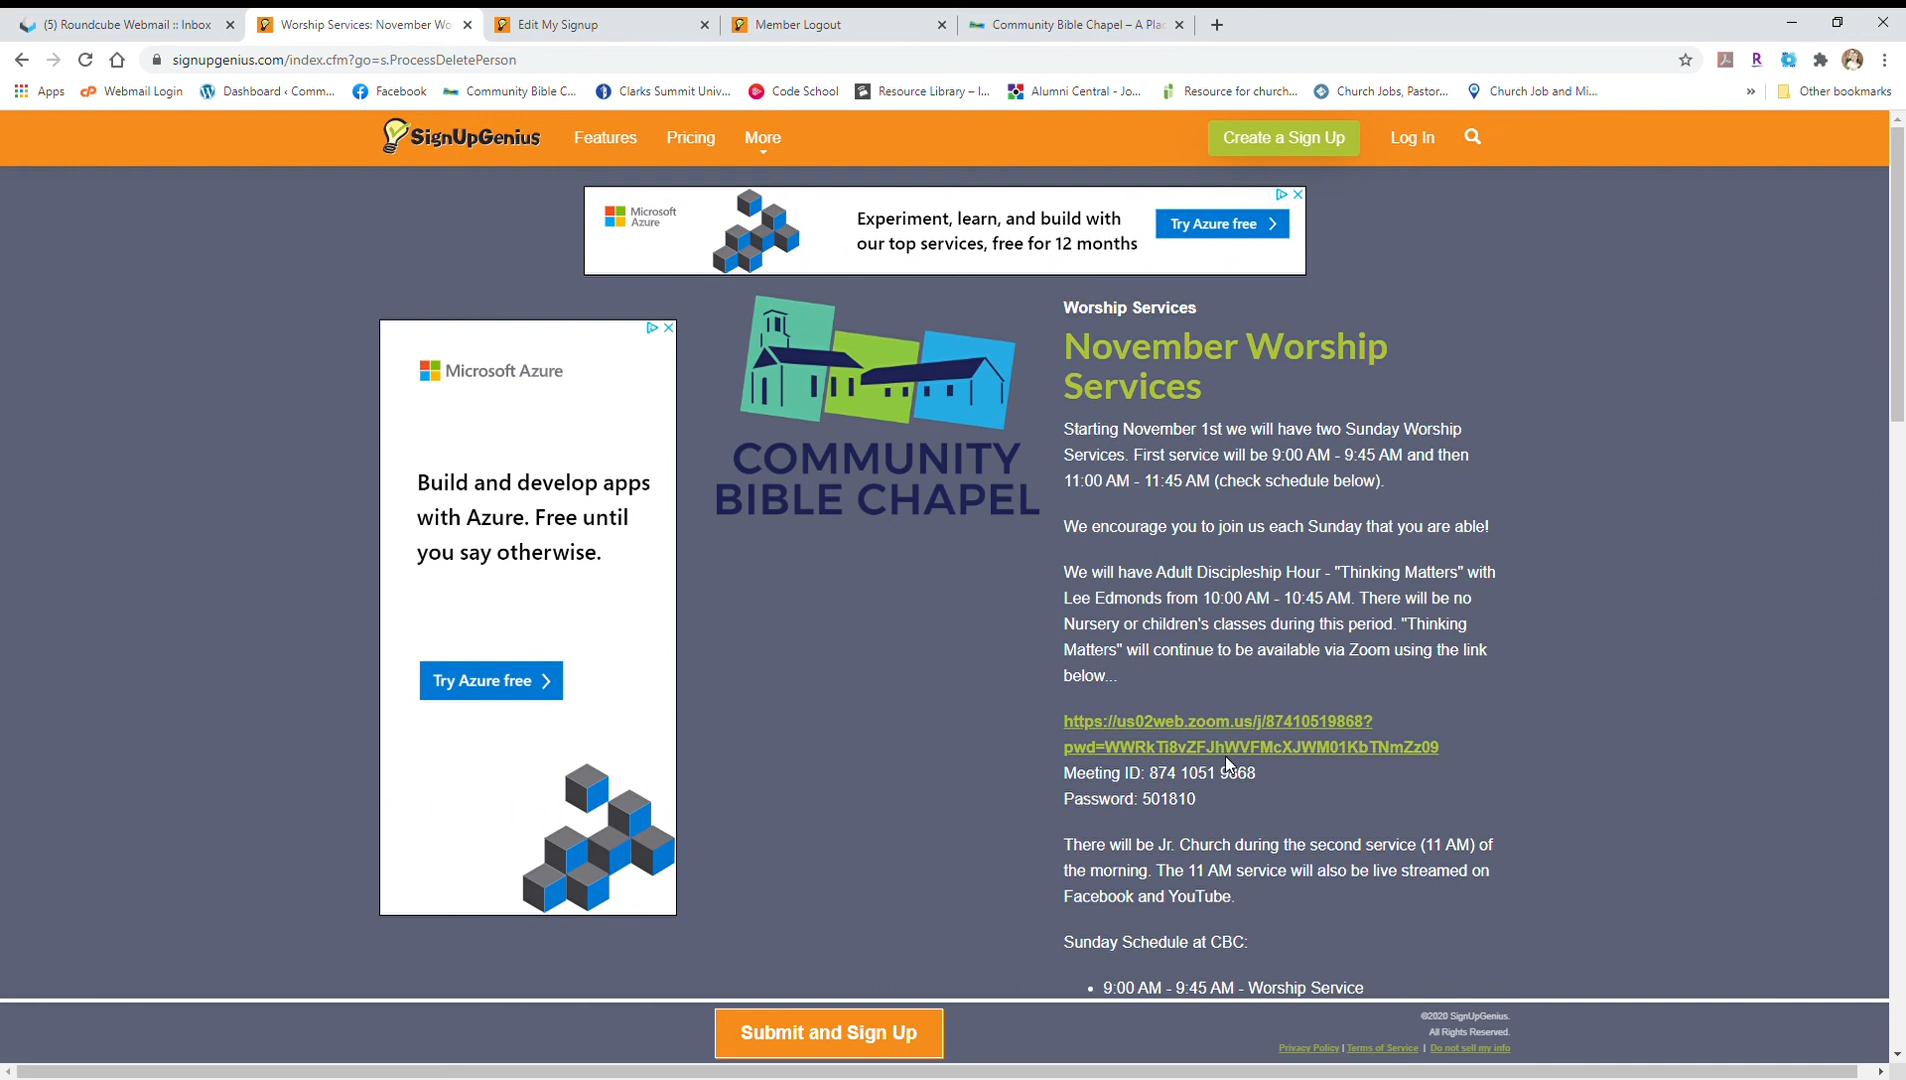 (5) Roundcube Webmail :: Inbox
Worship Services: November Wo
Edit My Signup
Member Logout
Community Bible Chapel – A Plac
signupgenius.com/index.cfm?go=s.ProcessDeletePerson
Apps
Webmail Login
Dashboard ‹ Comm...
Facebook
Community Bible C...
Clarks Summit Univ...
Code School
Resource Library – I...
Alumni Central - Jo...
Resource for church...
Church Jobs, Pastor...
Church Job and Mi...
»
Other bookmarks
SignUpGenius
Features
Pricing
More
Create a Sign Up
Log In
Microsoft
Azure
Experiment, learn, and build with
our top services, free for 12 months
Try Azure free
Microsoft Azure
Build and develop apps
with Azure. Free until
you say otherwise.
Try Azure free
COMMUNITY
BIBLE CHAPEL
Worship Services
November Worship
Services
Starting November 1st we will have two Sunday Worship
Services. First service will be 9:00 AM - 9:45 AM and then
11:00 AM - 11:45 AM (check schedule below).
We encourage you to join us each Sunday that you are able!
We will have Adult Discipleship Hour - "Thinking Matters" with
Lee Edmonds from 10:00 AM - 10:45 AM. There will be no
Nursery or children's classes during this period. "Thinking
Matters" will continue to be available via Zoom using the link
below...
https://us02web.zoom.us/j/87410519868?
pwd=WWRkTi8vZFJhWVFMcXJWM01KbTNmZz09
Meeting ID: 874 1051 9868
Password: 501810
There will be Jr. Church during the second service (11 AM) of
the morning. The 11 AM service will also be live streamed on
Facebook and YouTube.
Sunday Schedule at CBC:
• 9:00 AM - 9:45 AM - Worship Service
Submit and Sign Up
©2020 SignUpGenius.
All Rights Reserved.
Privacy Policy | Terms of Service | Do not sell my info